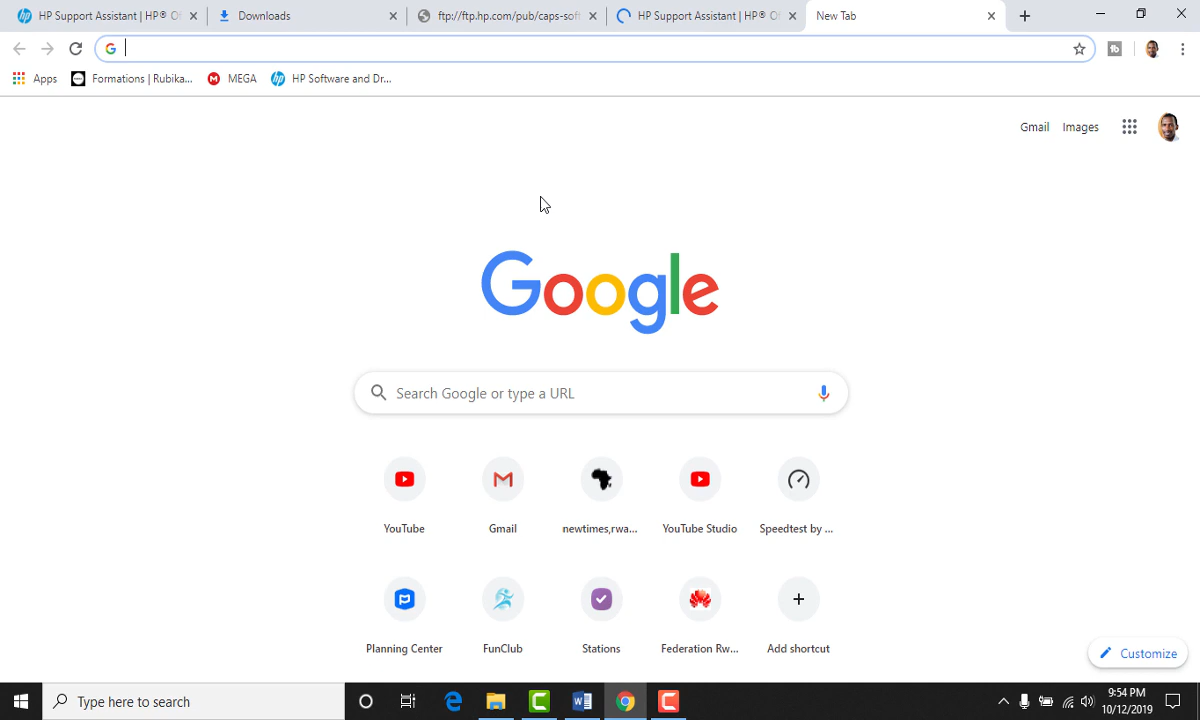 HP Support Assistant | HP® Of
Downloads
ftp://ftp.hp.com/pub/caps-soft
HP Support Assistant | HP® Of
New Tab
Apps
Formations | Rubika...
MEGA
HP Software and Dr...
Gmail
Images
Google
Search Google or type a URL
YouTube
Gmail
newtimes,rwa...
YouTube Studio
Speedtest by ...
Planning Center
FunClub
Stations
Federation Rw...
Add shortcut
Customize
Type here to search
9:54 PM
10/12/2019